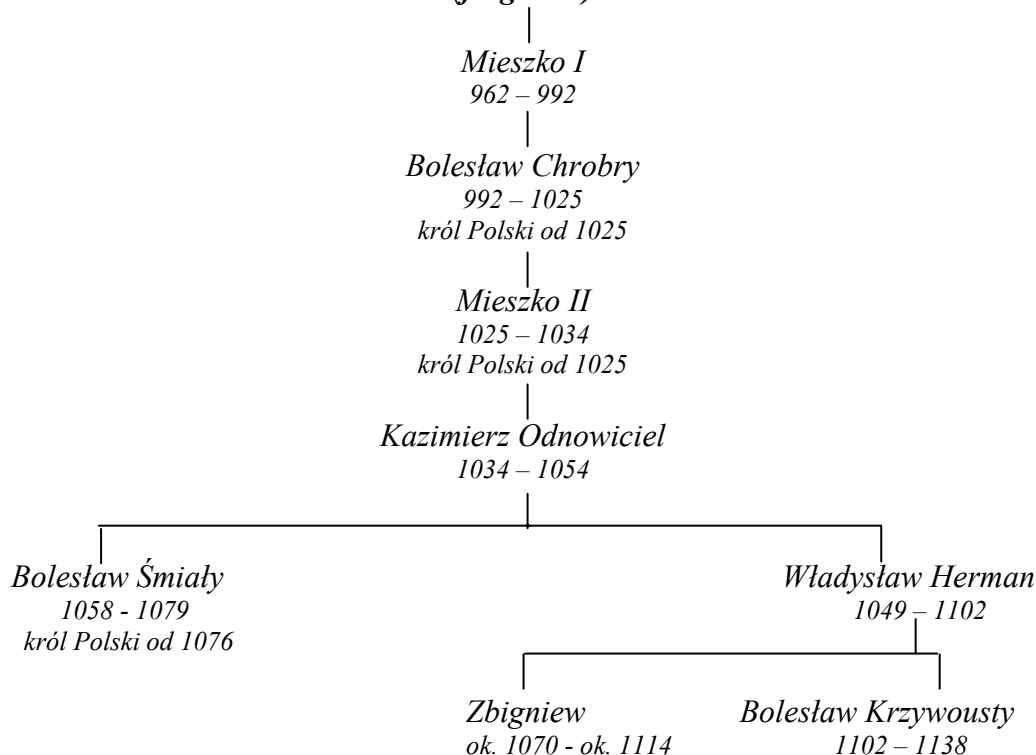 Mieszko I
962 – 992
Bolesław Chrobry
992 – 1025
król Polski od 1025
Mieszko II
1025 – 1034
król Polski od 1025
Kazimierz Odnowiciel
1034 – 1054
Bolesław Śmiały
1058 - 1079
król Polski od 1076
Władysław Herman
1049 – 1102
Zbigniew
ok. 1070 - ok. 1114
Bolesław Krzywousty
1102 – 1138